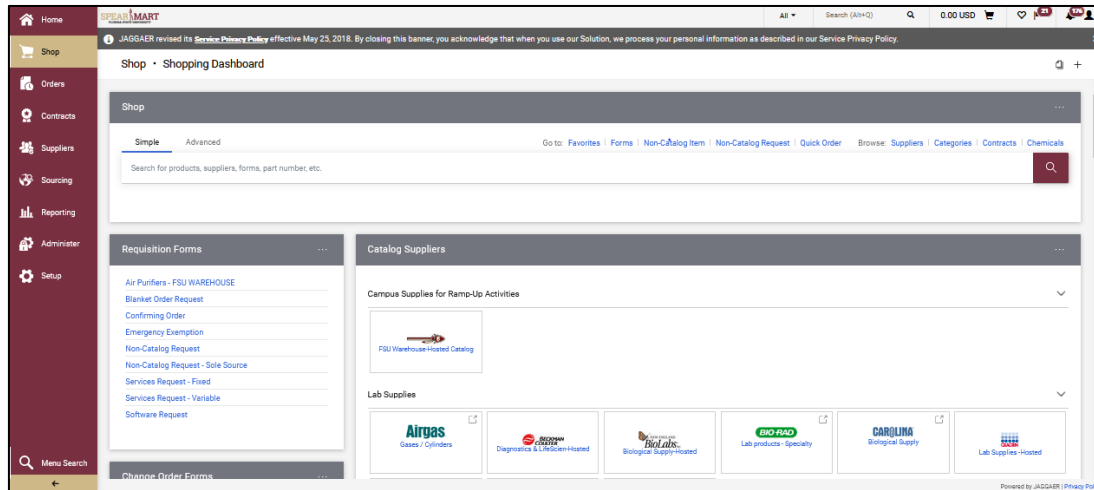 Home
SPEAR MART
FLORIDA STATE UNIVERSITY
All
Search (Alt+Q)
0.00 USD
21
176
JAGGAER revised its Service Privacy Policy effective May 25, 2018. By closing this banner, you acknowledge that when you use our Solution, we process your personal information as described in our Service Privacy Policy.
Shop
Shop · Shopping Dashboard
Orders
Contracts
Suppliers
Sourcing
Reporting
Administer
Setup
Menu Search
Shop
Simple
Advanced
Go to: Favorites | Forms | Non-Catalog Item | Non-Catalog Request | Quick Order
Browse: Suppliers | Categories | Contracts | Chemicals
Search for products, suppliers, forms, part number, etc.
Requisition Forms
Air Purifiers - FSU WAREHOUSE
Blanket Order Request
Confirming Order
Emergency Exemption
Non-Catalog Request
Non-Catalog Request - Sole Source
Services Request - Fixed
Services Request - Variable
Software Request
Change Order Forms
Catalog Suppliers
Campus Supplies for Ramp-Up Activities
FSU Warehouse-Hosted Catalog
Lab Supplies
Airgas
Gases / Cylinders
BECKMAN
COULTER
Diagnostics & LifeScien-Hosted
NEW ENGLAND
BioLabs
Biological Supply-Hosted
BIO-RAD
Lab products - Specialty
CAROLINA
Biological Supply
QIAGEN
Lab Supplies -Hosted
Powered by JAGGAER | Privacy Pol